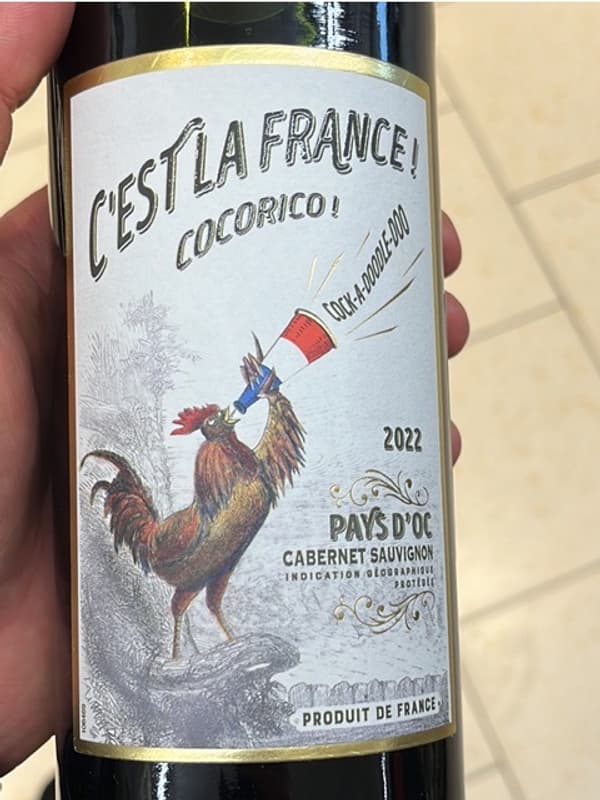 C'EST LA FRANCE!
COCORICO!
COCK-A-DOODLE-DOO
2022
PAYS D'OC
CABERNET SAUVIGNON
INDICATION GÉOGRAPHIQUE
PROTÉGÉE
PRODUIT DE FRANCE